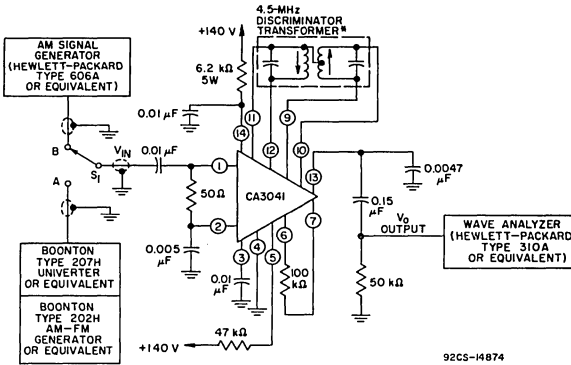 4.5-MHz
DISCRIMINATOR
TRANSFORMER*
+140 V
AM SIGNAL
GENERATOR
(HEWLETT-PACKARD
TYPE 606A
OR EQUIVALENT)
6.2 kΩ
5W
0.01 μF
14
11
12
9
10
13
B
S1
A
VIN
0.01 μF
1
50Ω
2
CA3041
0.005
μF
3
4
5
6
7
0.01
μF
100
kΩ
0.0047
μF
0.15
μF
VO
OUTPUT
50 kΩ
WAVE ANALYZER
(HEWLETT-PACKARD
TYPE 310A
OR EQUIVALENT)
BOONTON
TYPE 207H
UNIVERTER
OR EQUIVALENT
BOONTON
TYPE 202H
AM-FM
GENERATOR
OR EQUIVALENT
47 kΩ
+140 V
92CS-14874